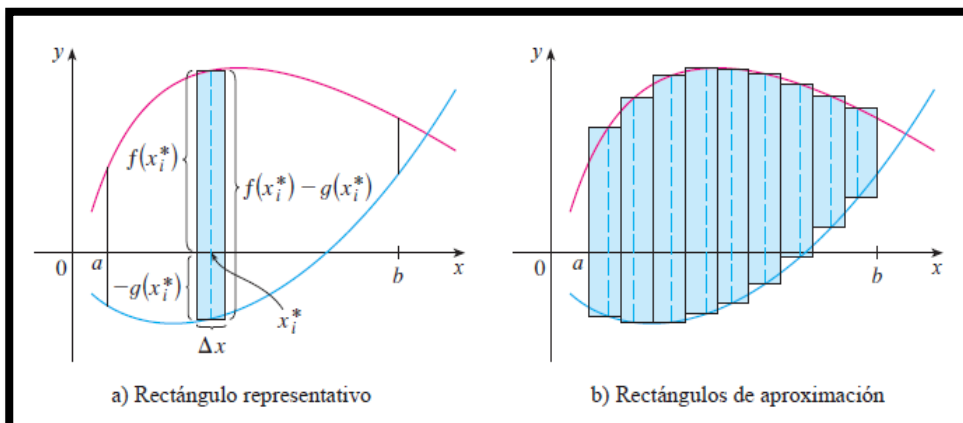 y
f(x_i^*)
f(x_i^*) − g(x_i^*)
0
a
b
x
−g(x_i^*)
x_i^*
Δx
a) Rectángulo representativo
y
0
a
b
x
b) Rectángulos de aproximación